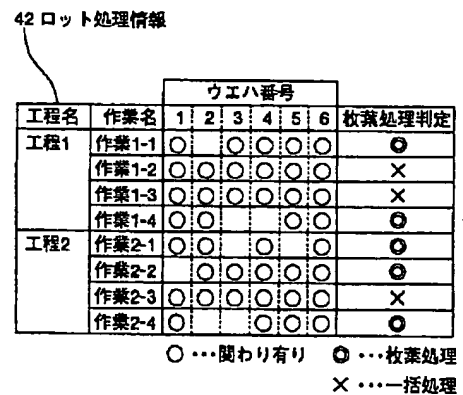 42 ロット処理情報
ウエハ番号
工程名 作業名 1 2 3 4 5 6 枚葉処理判定
工程1 作業1-1 ○ ○ ○ ○ ○ ◎
作業1-2 ○ ○ ○ ○ ○ ○ ×
作業1-3 ○ ○ ○ ○ ○ ○ ×
作業1-4 ○ ○ ○ ○ ◎
工程2 作業2-1 ○ ○ ○ ○ ◎
作業2-2 ○ ○ ○ ○ ○ ◎
作業2-3 ○ ○ ○ ○ ○ ○ ×
作業2-4 ○ ○ ○ ○ ◎
○ …関わり有り ◎ …枚葉処理
× …一括処理